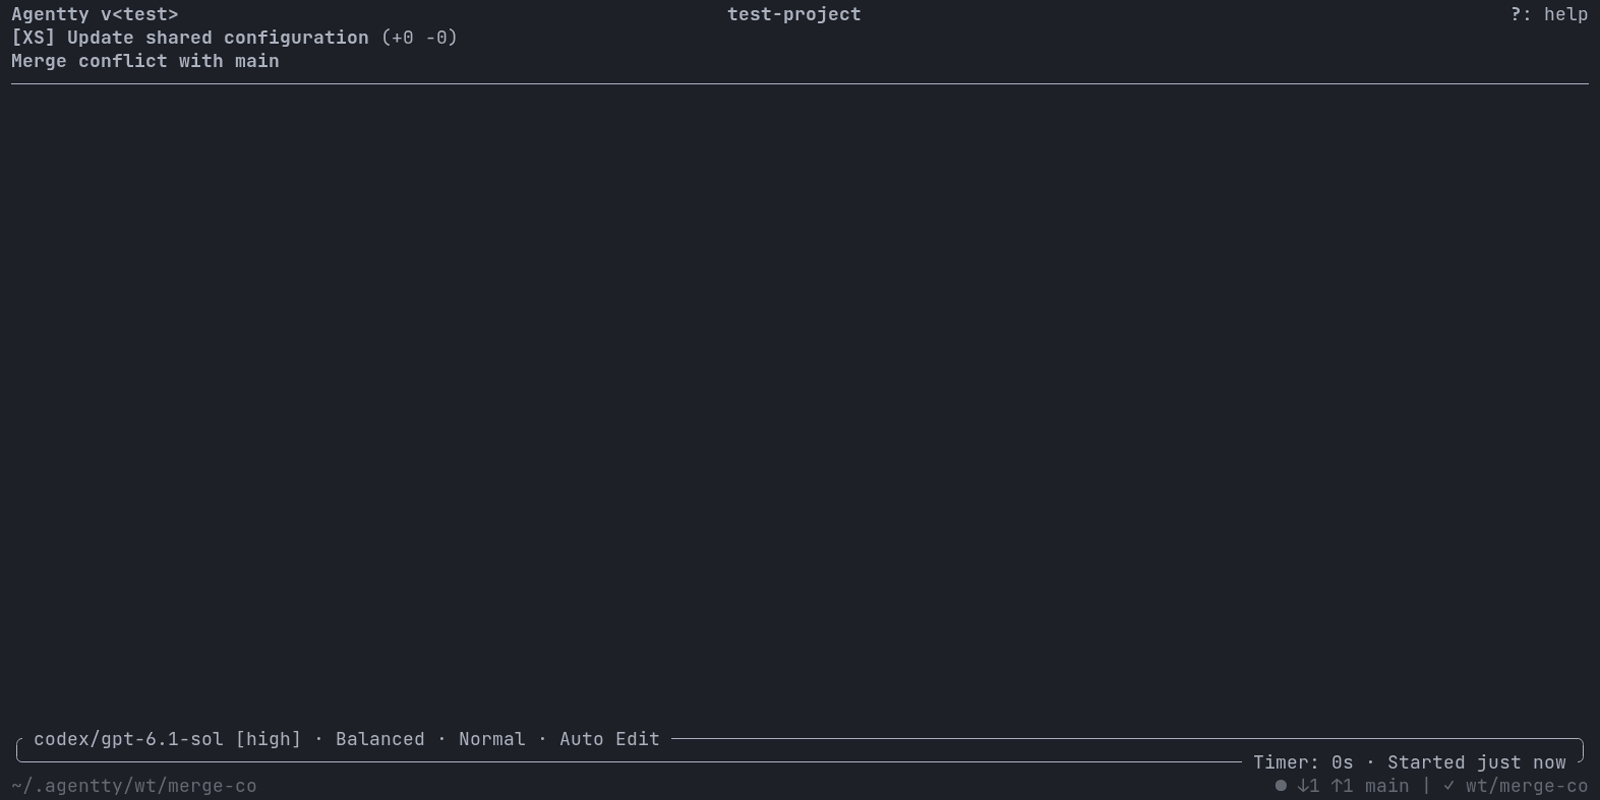 Agentty v<test> test-project ?: help
[XS] Update shared configuration (+0 -0)
Merge conflict with main
codex/gpt-6.1-sol [high] · Balanced · Normal · Auto Edit
Timer: 0s · Started just now
~/.agentty/wt/merge-co ● ↓1 ↑1 main | ✓ wt/merge-co